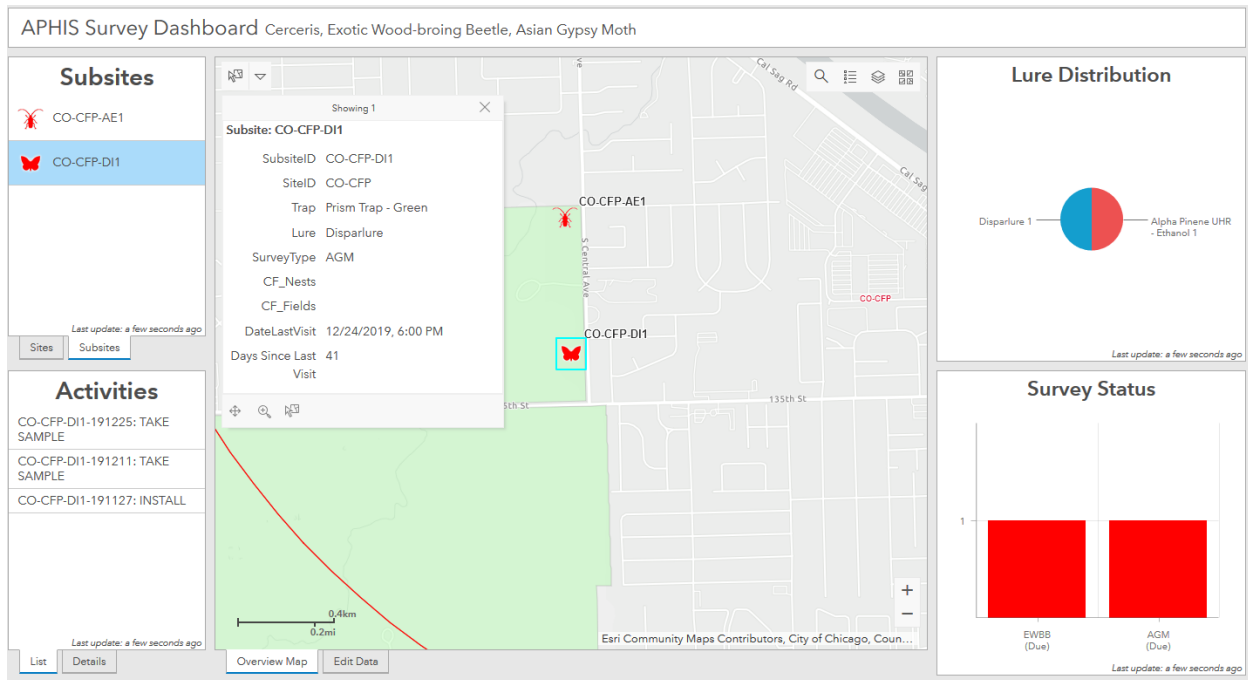 APHIS Survey Dashboard Cerceris, Exotic Wood-broing Beetle, Asian Gypsy Moth
Subsites
CO-CFP-AE1
CO-CFP-DI1
Last update: a few seconds ago
Sites
Subsites
Activities
CO-CFP-DI1-191225: TAKE
SAMPLE
CO-CFP-DI1-191211: TAKE
SAMPLE
CO-CFP-DI1-191127: INSTALL
Last update: a few seconds ago
List
Details
Showing 1
Subsite: CO-CFP-DI1
SubsiteID CO-CFP-DI1
SiteID CO-CFP
Trap Prism Trap - Green
Lure Disparlure
SurveyType AGM
CF_Nests
CF_Fields
DateLastVisit 12/24/2019, 6:00 PM
Days Since Last 41
Visit
ve
Cal Sag Rd
Cal Sag
CO-CFP-AE1
S Central Ave
CO-CFP
CO-CFP-DI1
5th St
135th St
0.4km
0.2mi
+
−
Esri Community Maps Contributors, City of Chicago, Coun...
Overview Map
Edit Data
Lure Distribution
Disparlure 1
Alpha Pinene UHR
- Ethanol 1
Last update: a few seconds ago
Survey Status
1
EWBB
(Due)
AGM
(Due)
Last update: a few seconds ago